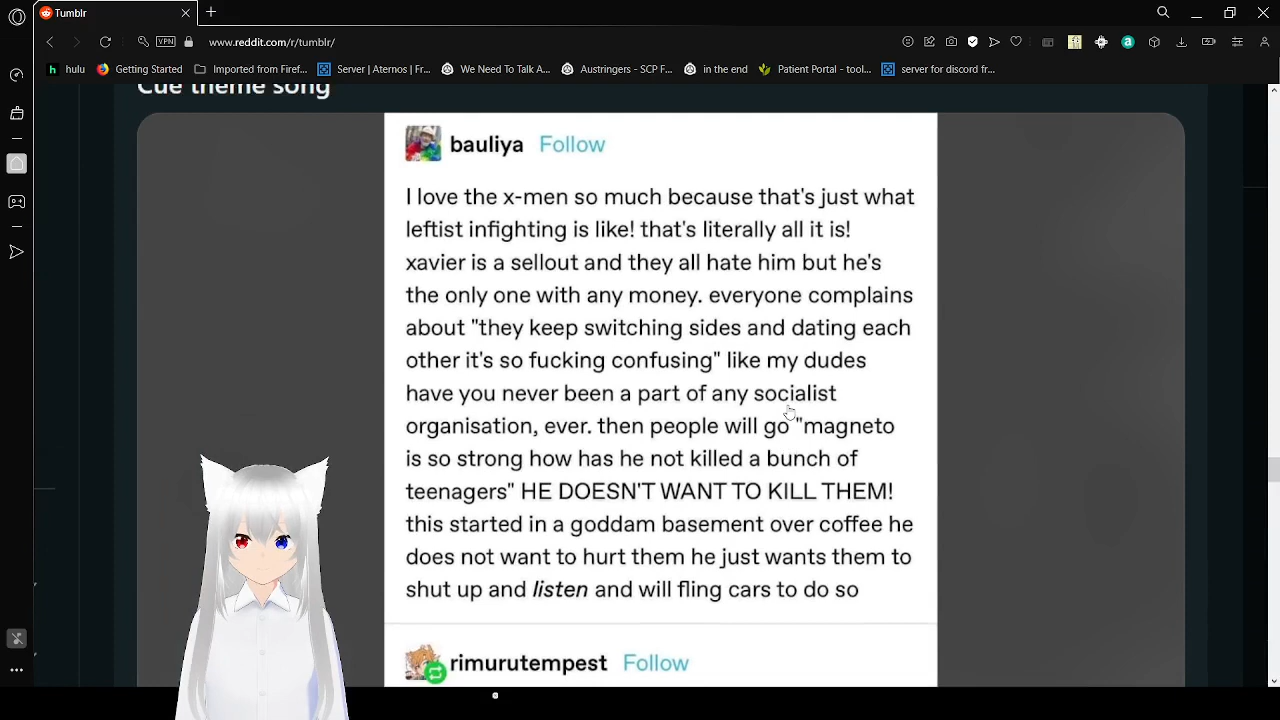 Tumblr
VPN
www.reddit.com/r/tumblr/
hulu
Getting Started
Imported from Firef...
Server | Aternos | Fr...
We Need To Talk A...
Austringers - SCP F...
in the end
Patient Portal - tool...
server for discord fr...
Cue theme song
bauliya Follow
I love the x-men so much because that's just what
leftist infighting is like! that's literally all it is!
xavier is a sellout and they all hate him but he's
the only one with any money. everyone complains
about "they keep switching sides and dating each
other it's so fucking confusing" like my dudes
have you never been a part of any socialist
organisation, ever. then people will go "magneto
is so strong how has he not killed a bunch of
teenagers" HE DOESN'T WANT TO KILL THEM!
this started in a goddam basement over coffee he
does not want to hurt them he just wants them to
shut up and listen and will fling cars to do so
rimurutempest Follow